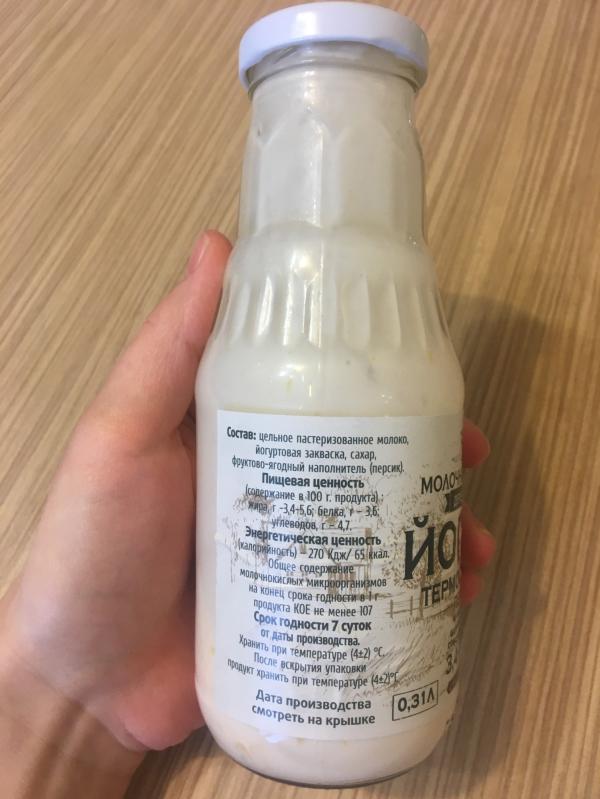 Состав: цельное пастеризованное молоко,
йогуртовая закваска, сахар,
фруктово-ягодный наполнитель (персик).
Пищевая ценность
(содержание в 100 г. продукта) :
жира, г -3,4-5,6; белка, г – 3,6;
углеводов, г – 4,7.
Энергетическая ценность
(калорийность) – 270 Кдж/ 65 ккал.
Общее содержание
молочнокислых микроорганизмов
на конец срока годности в 1 г
продукта КОЕ не менее 107
Срок годности 7 суток
от даты производства.
Хранить при температуре (4±2) °С.
После вскрытия упаковки
продукт хранить при температуре (4±2)°С
Дата производства
смотреть на крышке
МОЛО
ЙО
ТЕРМО
0,31Л